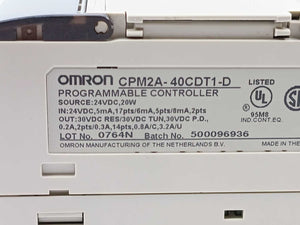 OMRON CPM2A-40CDT1-D
PROGRAMMABLE CONTROLLER
SOURCE:24VDC,20W
IN:24VDC,5mA,17pts/6mA,5pts/8mA,2pts
OUT:30VDC RES/30VDC TUN,30VDC P.D.,
0.2A,2pts/0.3A,14pts,0.8A/C,3.2A/U
LOT No. 0764N Batch: 500096936
OMRON MANUFACTURING OF THE NETHERLANDS B.V. MADE IN THE
LISTED
UL
95M8
IND.CONT.EQ.